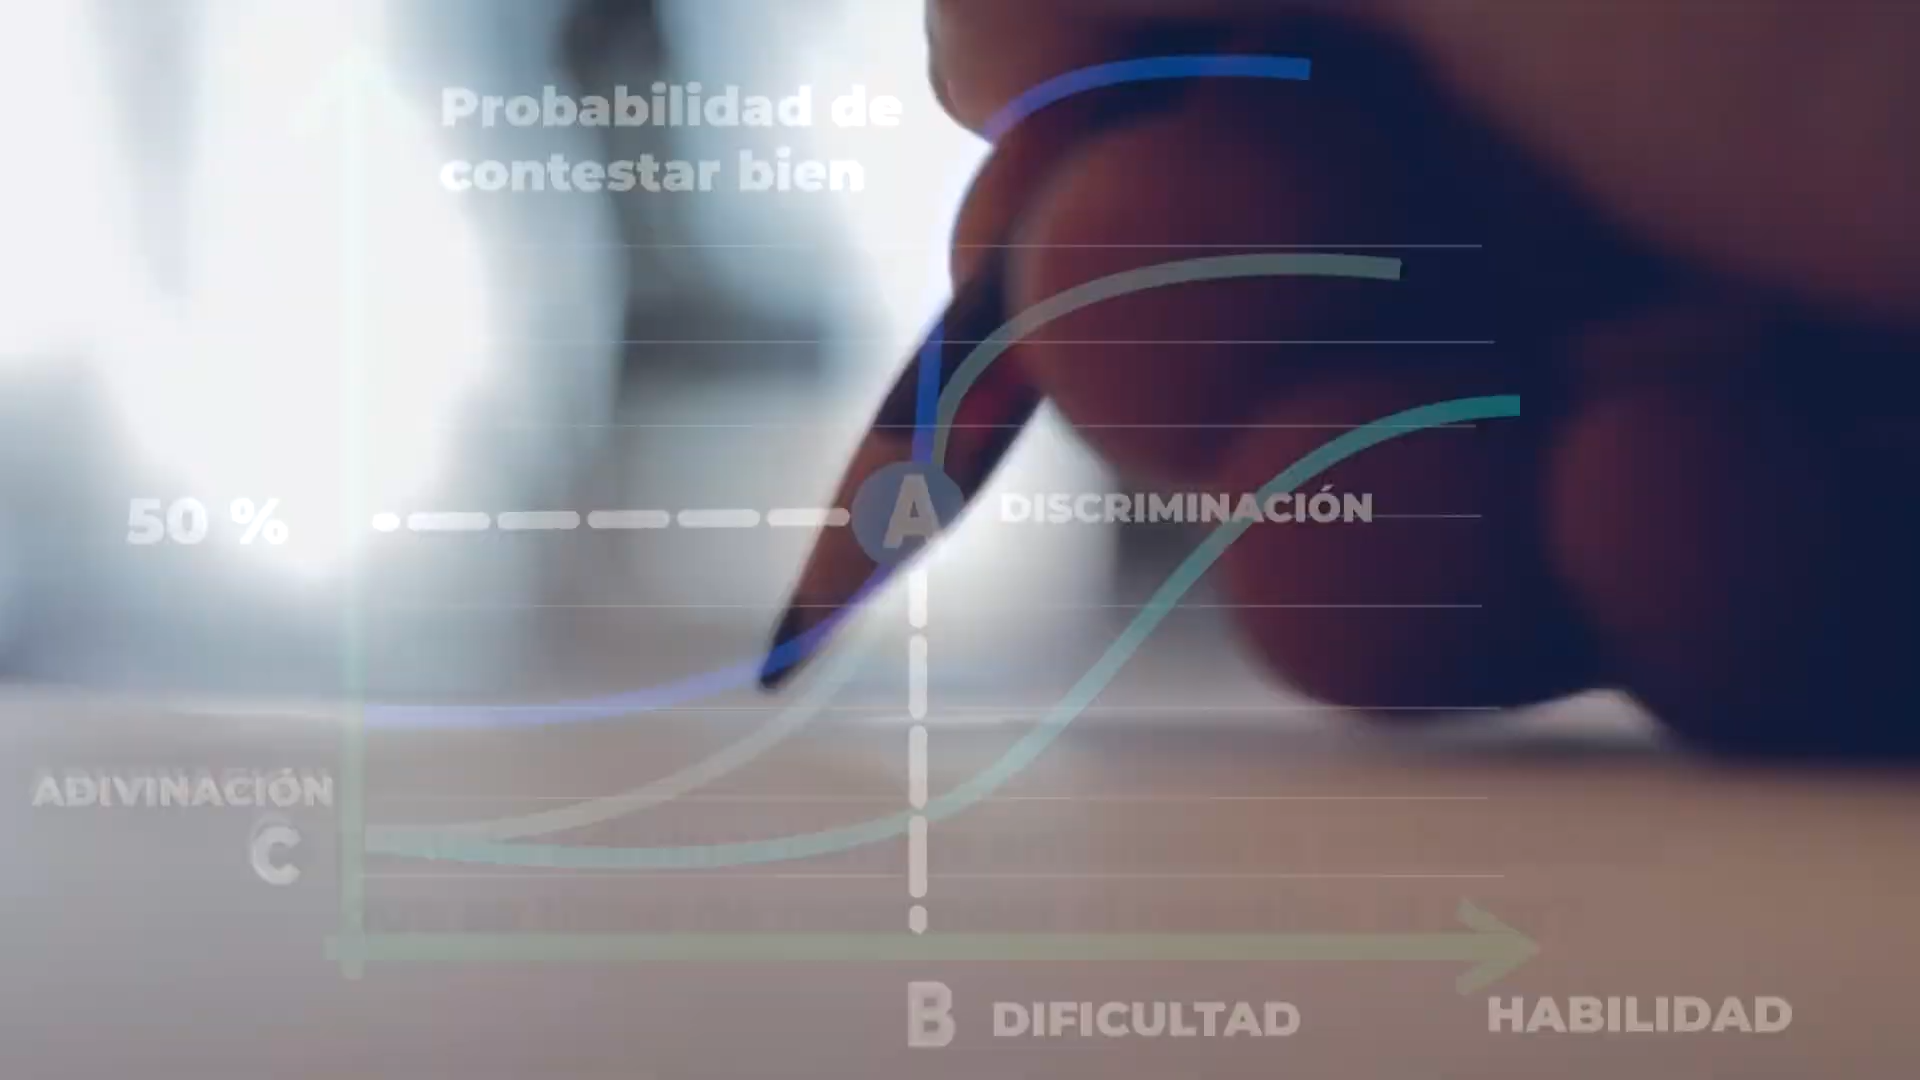 Probabilidad de
contestar bien
50 %
A
DISCRIMINACIÓN
ADIVINACIÓN
C
B
DIFICULTAD
HABILIDAD